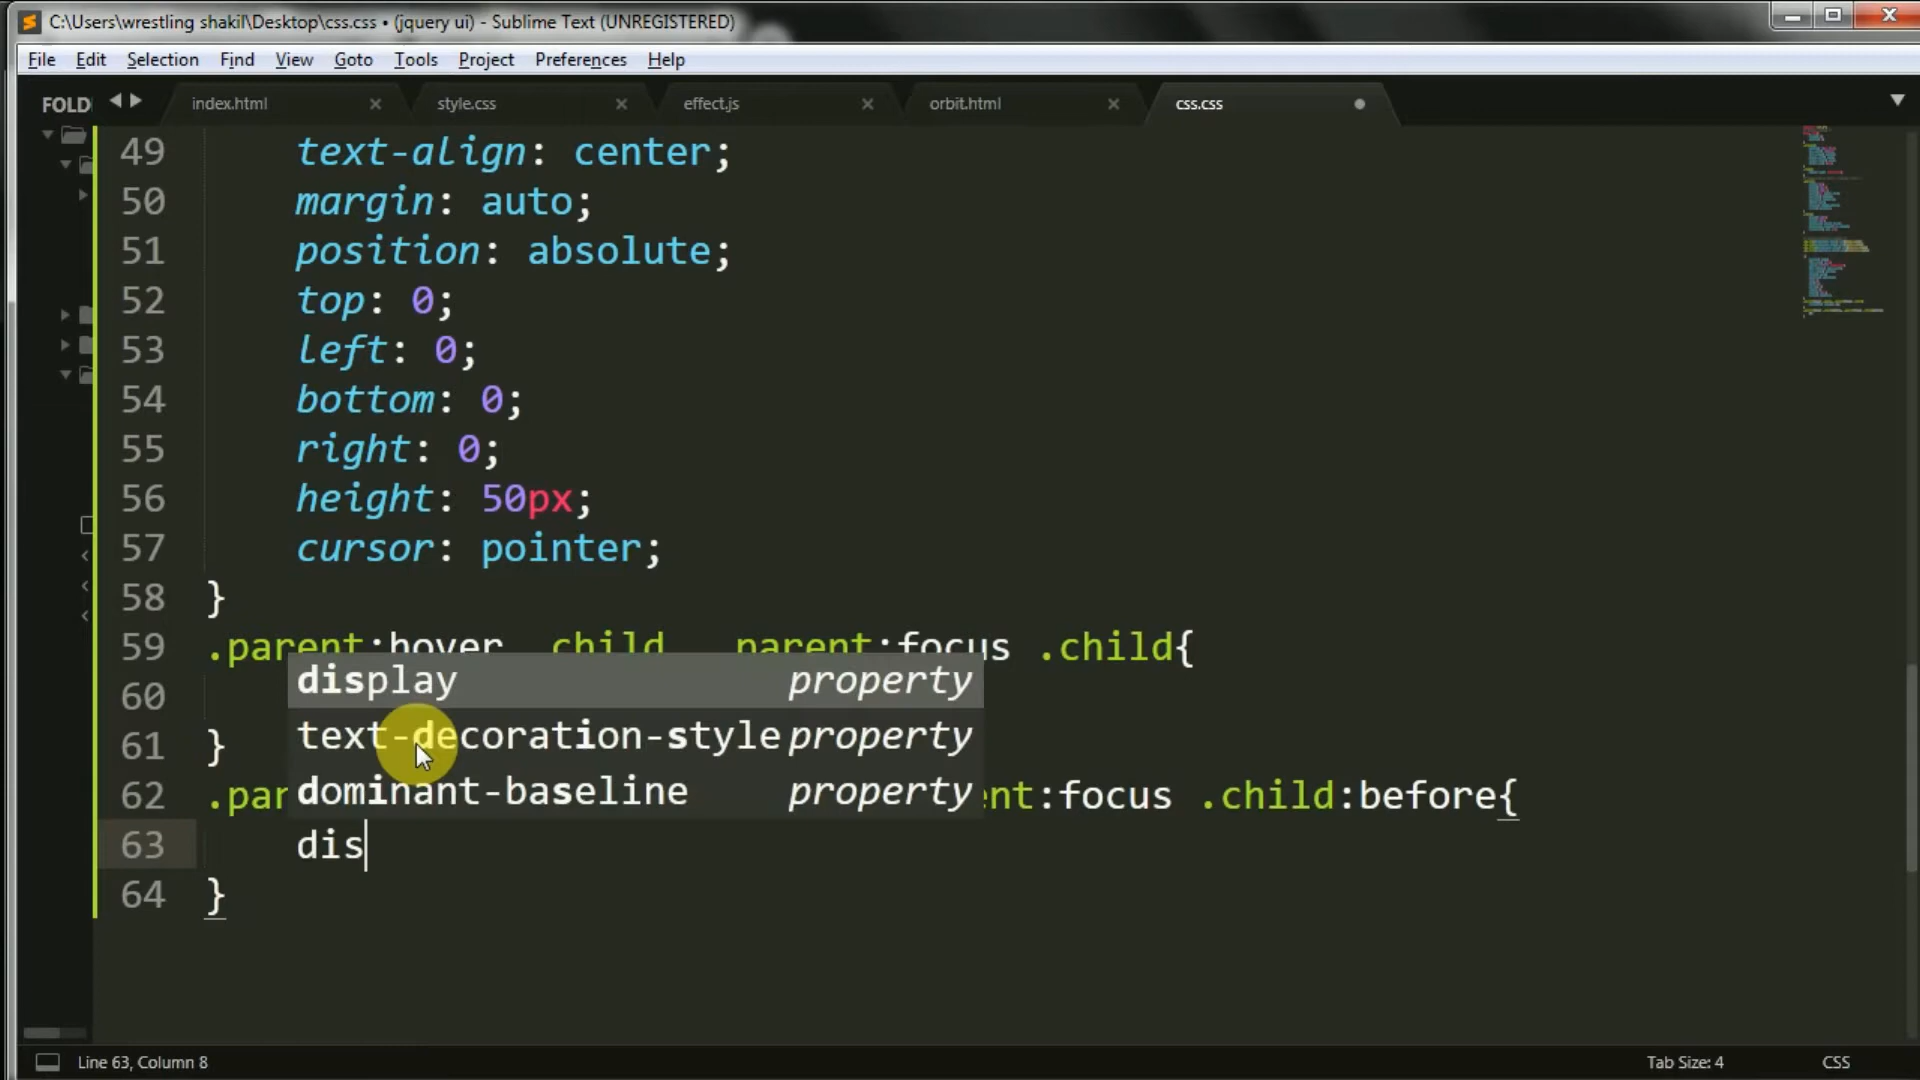 C:\Users\wrestling shakil\Desktop\css.css • (jquery ui) - Sublime Text (UNREGISTERED)
File Edit Selection Find View Goto Tools Project Preferences Help
FOLD index.html style.css effect.js orbit.html css.css
49 text-align: center;
50 margin: auto;
51 position: absolute;
52 top: 0;
53 left: 0;
54 bottom: 0;
55 right: 0;
56 height: 50px;
57 cursor: pointer;
58 }
59 .parent:hover .child, .parent:focus .child{
display property
60
text-decoration-style property
61 }
dominant-baseline property
62 .par ent:focus .child:before{
63 dis
64 }
Line 63, Column 8 Tab Size: 4 CSS